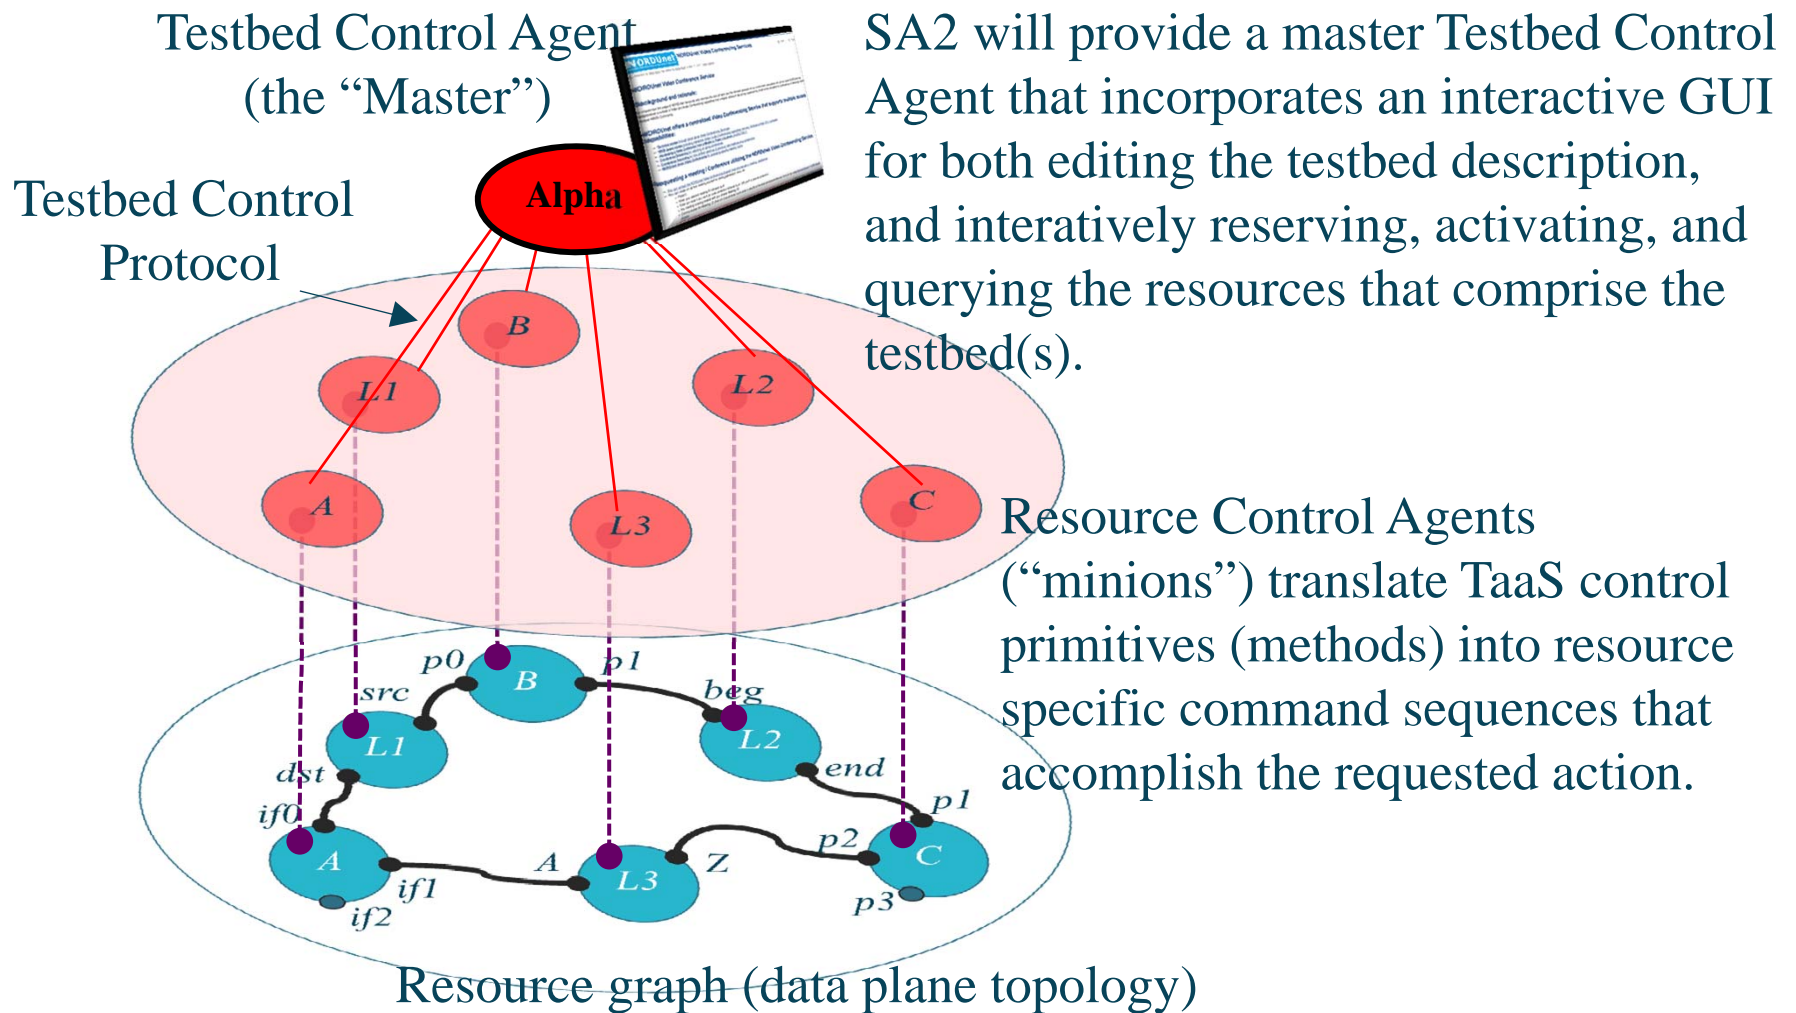 Testbed Control Agent
(the “Master”)
SA2 will provide a master Testbed Control
Agent that incorporates an interactive GUI
for both editing the testbed description,
and interatively reserving, activating, and
querying the resources that comprise the
testbed(s).
NORDUnet
Alpha
Testbed Control
Protocol
B
L1
L2
A
L3
C
Resource Control Agents
(“minions”) translate TaaS control
primitives (methods) into resource
specific command sequences that
accomplish the requested action.
p0
B
p1
src
beg
L1
L2
dst
end
if0
p1
A
A
L3
Z
p2
C
if1
if2
p3
Resource graph (data plane topology)